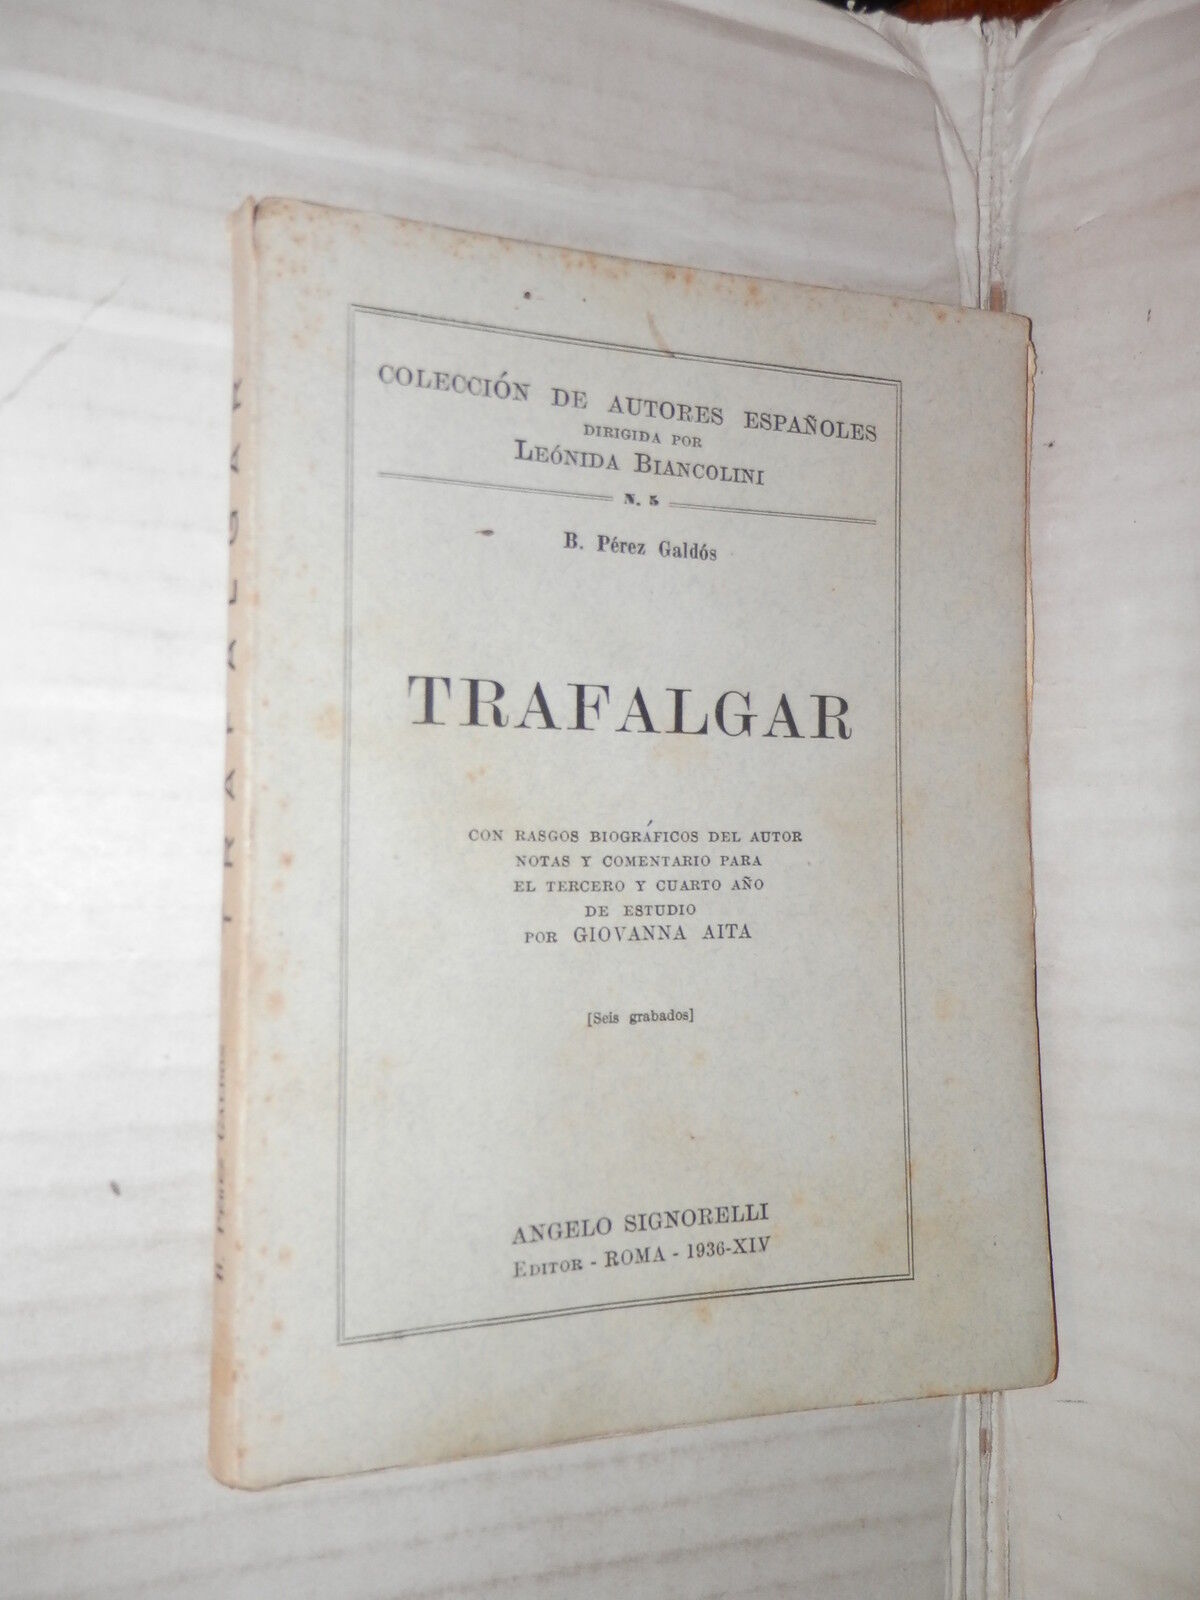 COLECCIÓN DE AUTORES ESPAÑOLES
DIRIGIDA POR
LEÓNIDA BIANCOLINI
N. 5
B. Pérez Galdós
TRAFALGAR
CON RASGOS BIOGRÁFICOS DEL AUTOR
NOTAS Y COMENTARIO PARA
EL TERCERO Y CUARTO AÑO
DE ESTUDIO
POR GIOVANNA AITA
[Seis grabados]
ANGELO SIGNORELLI
EDITOR - ROMA - 1936-XIV
B. PÉREZ GALDÓS
TRAFALGAR